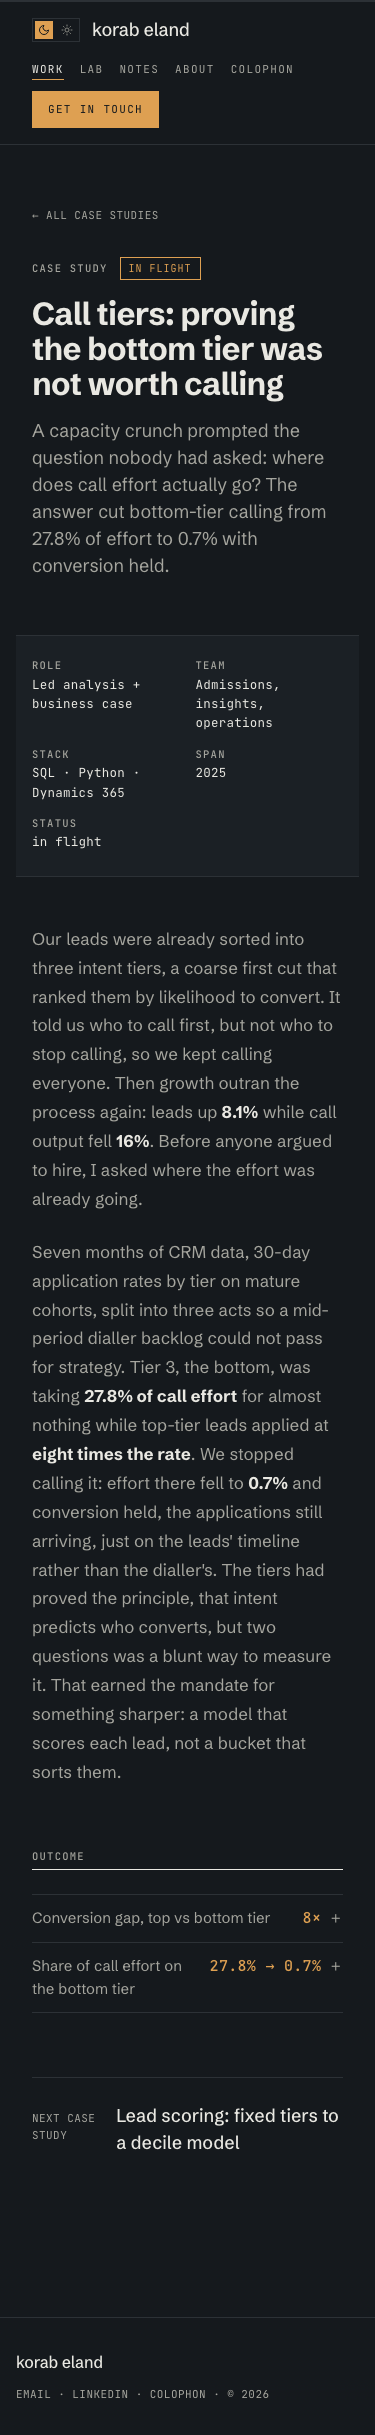 korab eland
WORK LAB NOTES ABOUT COLOPHON
GET IN TOUCH
← ALL CASE STUDIES
CASE STUDY IN FLIGHT
Call tiers: proving
the bottom tier was
not worth calling
A capacity crunch prompted the
question nobody had asked: where
does call effort actually go? The
answer cut bottom-tier calling from
27.8% of effort to 0.7% with
conversion held.
ROLE
Led analysis +
business case
TEAM
Admissions,
insights,
operations
STACK
SQL · Python ·
Dynamics 365
SPAN
2025
STATUS
in flight
Our leads were already sorted into
three intent tiers, a coarse first cut that
ranked them by likelihood to convert. It
told us who to call first, but not who to
stop calling, so we kept calling
everyone. Then growth outran the
process again: leads up 8.1% while call
output fell 16%. Before anyone argued
to hire, I asked where the effort was
already going.
Seven months of CRM data, 30-day
application rates by tier on mature
cohorts, split into three acts so a mid-
period dialler backlog could not pass
for strategy. Tier 3, the bottom, was
taking 27.8% of call effort for almost
nothing while top-tier leads applied at
eight times the rate. We stopped
calling it: effort there fell to 0.7% and
conversion held, the applications still
arriving, just on the leads' timeline
rather than the dialler's. The tiers had
proved the principle, that intent
predicts who converts, but two
questions was a blunt way to measure
it. That earned the mandate for
something sharper: a model that
scores each lead, not a bucket that
sorts them.
OUTCOME
Conversion gap, top vs bottom tier 8× +
Share of call effort on
the bottom tier
27.8% → 0.7% +
NEXT CASE
STUDY
Lead scoring: fixed tiers to
a decile model
korab eland
EMAIL · LINKEDIN · COLOPHON · © 2026